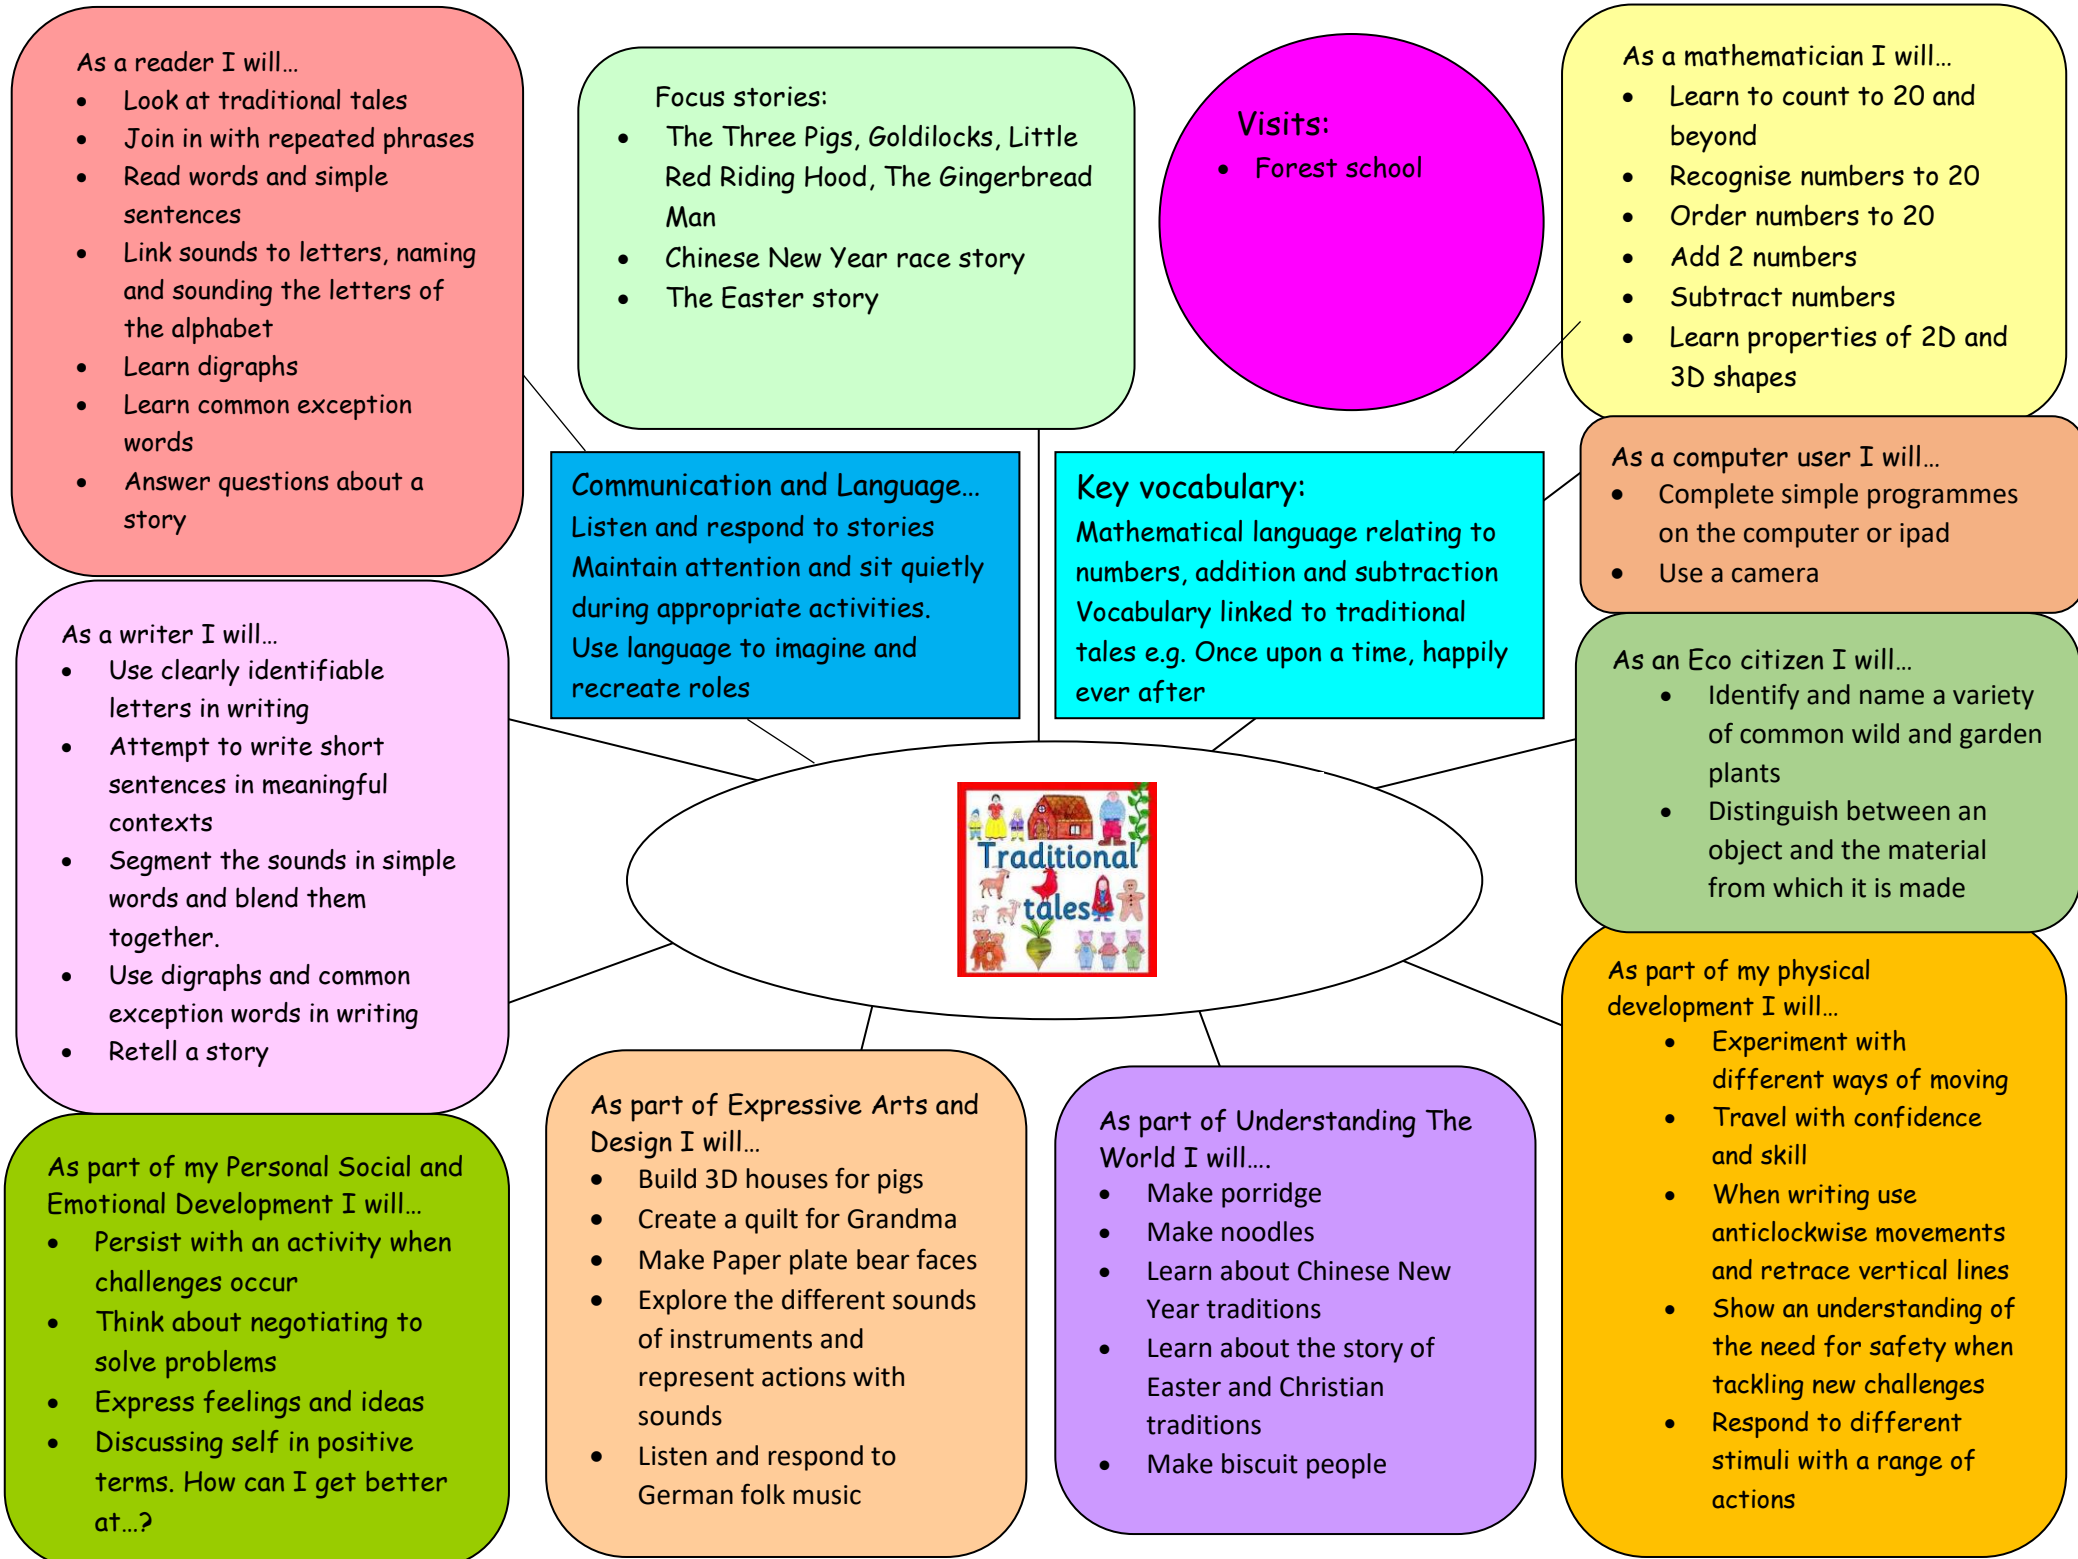 As a reader I will…
• Look at traditional tales
• Join in with repeated phrases
• Read words and simple
sentences
• Link sounds to letters, naming
and sounding the letters of
the alphabet
• Learn digraphs
• Learn common exception
words
• Answer questions about a
story
Focus stories:
• The Three Pigs, Goldilocks, Little
Red Riding Hood, The Gingerbread
Man
• Chinese New Year race story
• The Easter story
Visits:
• Forest school
As a mathematician I will…
• Learn to count to 20 and
beyond
• Recognise numbers to 20
• Order numbers to 20
• Add 2 numbers
• Subtract numbers
• Learn properties of 2D and
3D shapes
Communication and Language…
Listen and respond to stories
Maintain attention and sit quietly
during appropriate activities.
Use language to imagine and
recreate roles
Key vocabulary:
Mathematical language relating to
numbers, addition and subtraction
Vocabulary linked to traditional
tales e.g. Once upon a time, happily
ever after
As a computer user I will…
• Complete simple programmes
on the computer or ipad
• Use a camera
As a writer I will…
• Use clearly identifiable
letters in writing
• Attempt to write short
sentences in meaningful
contexts
• Segment the sounds in simple
words and blend them
together.
• Use digraphs and common
exception words in writing
• Retell a story
Traditional
tales
As an Eco citizen I will…
• Identify and name a variety
of common wild and garden
plants
• Distinguish between an
object and the material
from which it is made
As part of my physical
development I will…
• Experiment with
different ways of moving
• Travel with confidence
and skill
• When writing use
anticlockwise movements
and retrace vertical lines
• Show an understanding of
the need for safety when
tackling new challenges
• Respond to different
stimuli with a range of
actions
As part of my Personal Social and
Emotional Development I will…
• Persist with an activity when
challenges occur
• Think about negotiating to
solve problems
• Express feelings and ideas
• Discussing self in positive
terms. How can I get better
at…?
As part of Expressive Arts and
Design I will…
• Build 3D houses for pigs
• Create a quilt for Grandma
• Make Paper plate bear faces
• Explore the different sounds
of instruments and
represent actions with
sounds
• Listen and respond to
German folk music
As part of Understanding The
World I will….
• Make porridge
• Make noodles
• Learn about Chinese New
Year traditions
• Learn about the story of
Easter and Christian
traditions
• Make biscuit people